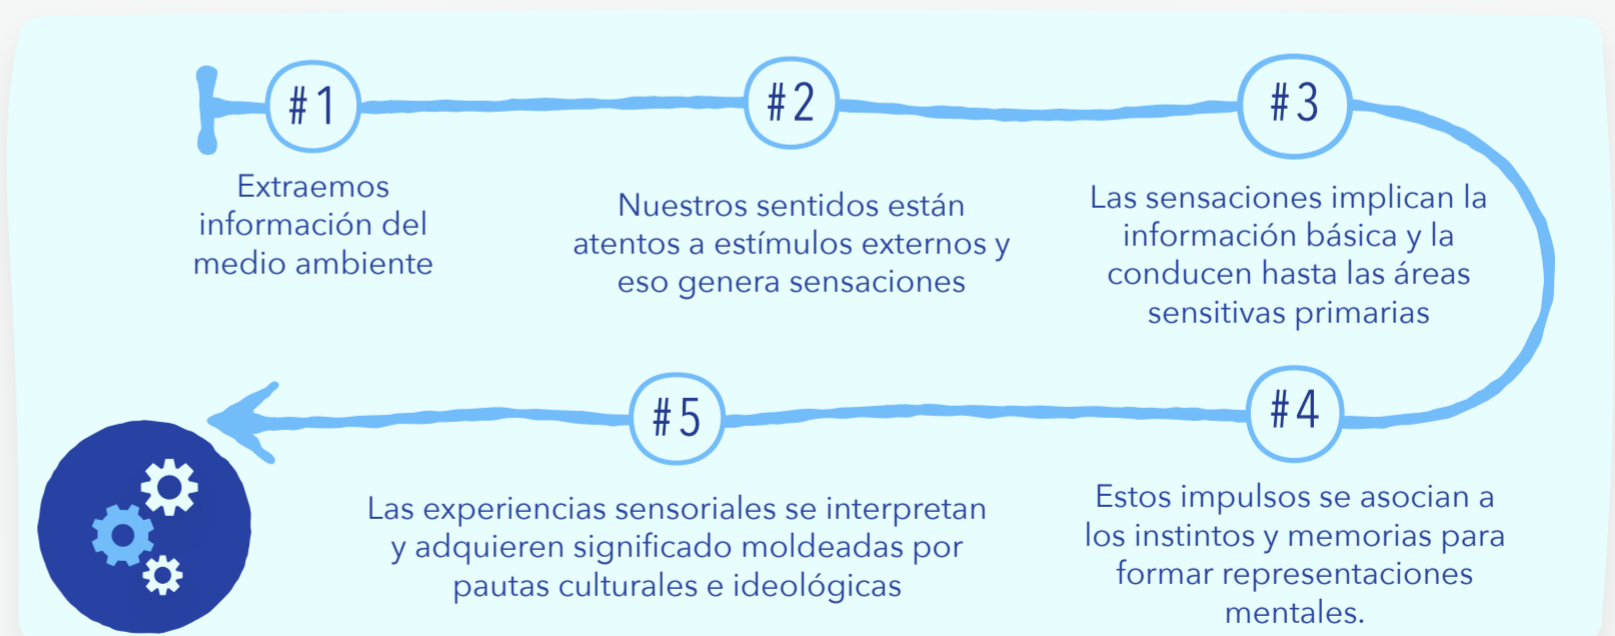 #1
Extraemos
información del
medio ambiente
#2
Nuestros sentidos están
atentos a estímulos externos y
eso genera sensaciones
#3
Las sensaciones implican la
información básica y la
conducen hasta las áreas
sensitivas primarias
#4
Estos impulsos se asocian a
los instintos y memorias para
formar representaciones
mentales.
#5
Las experiencias sensoriales se interpretan
y adquieren significado moldeadas por
pautas culturales e ideológicas